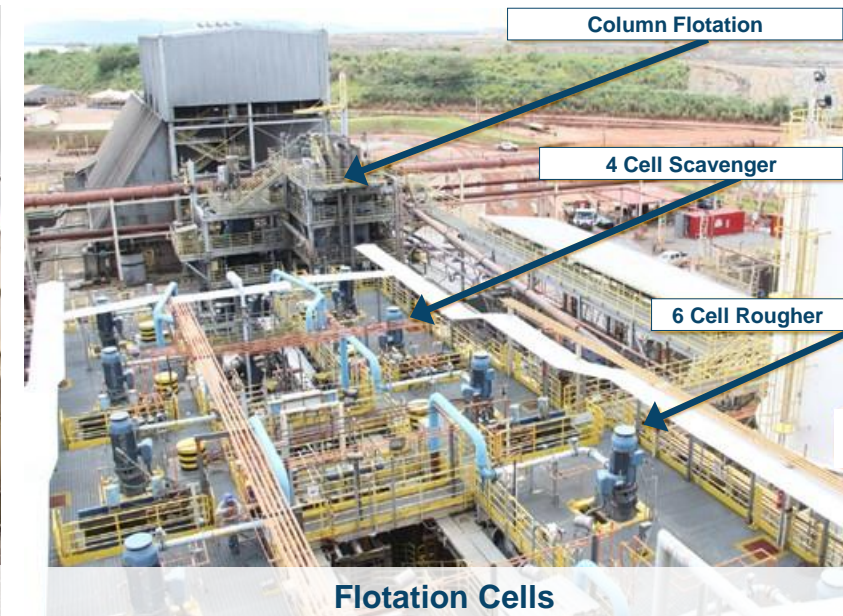 Column Flotation
4 Cell Scavenger
6 Cell Rougher
Flotation Cells